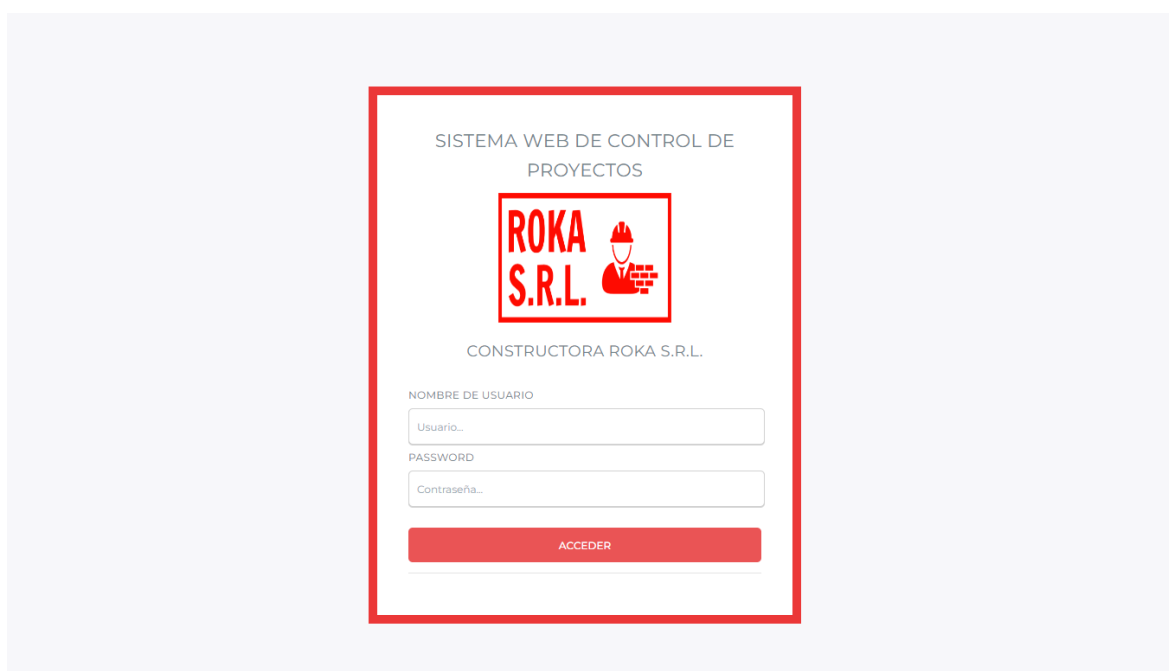 SISTEMA WEB DE CONTROL DE
PROYECTOS
ROKA
S.R.L.
CONSTRUCTORA ROKA S.R.L.
NOMBRE DE USUARIO
Usuario...
PASSWORD
Contraseña...
ACCEDER